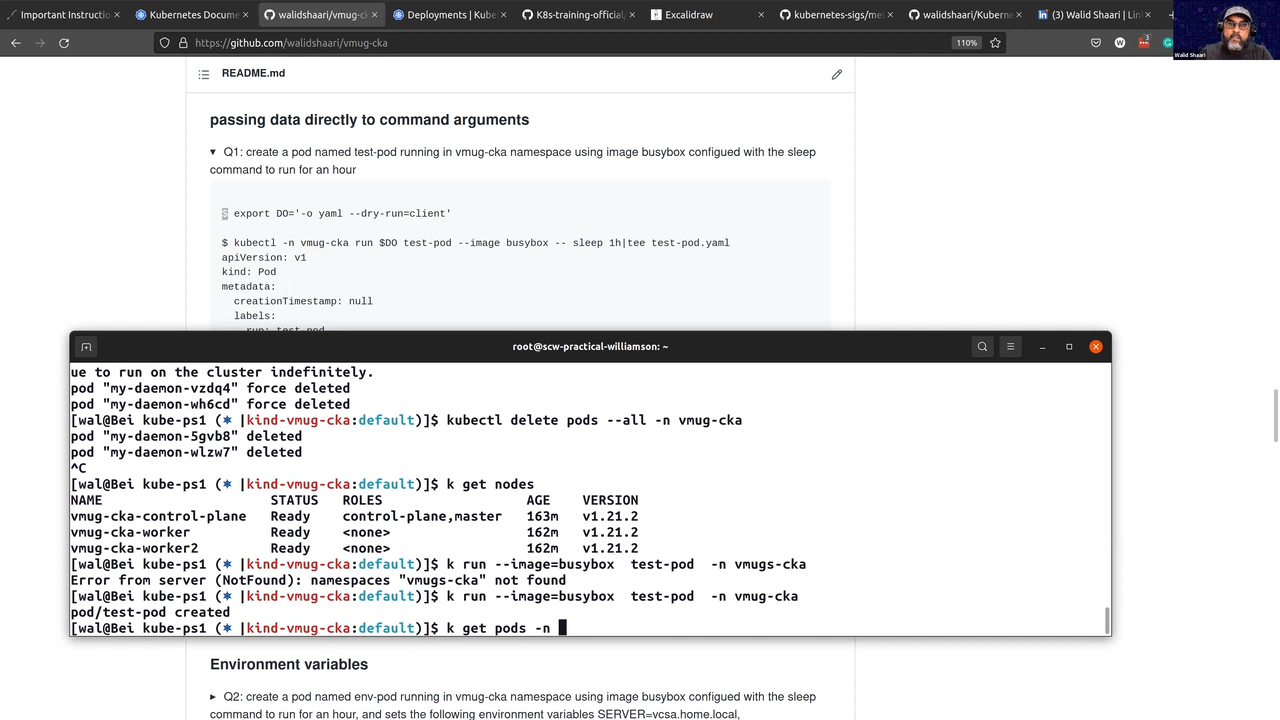 Important Instructio
Kubernetes Docume
walidshaari/vmug-c
Deployments | Kube
K8s-training-official/
Excalidraw
kubernetes-sigs/me
walidshaari/Kubern
(3) Walid Shaari | Lin
https://github.com/walidshaari/vmug-cka
110%
W
3
Walid Shaari
README.md
passing data directly to command arguments
Q1: create a pod named test-pod running in vmug-cka namespace using image busybox configued with the sleep
command to run for an hour
$ export DO='-o yaml --dry-run=client'
$ kubectl -n vmug-cka run $DO test-pod --image busybox -- sleep 1h|tee test-pod.yaml
apiVersion: v1
kind: Pod
metadata:
creationTimestamp: null
labels:
run: test-pod
root@scw-practical-williamson: ~
ue to run on the cluster indefinitely.
pod "my-daemon-vzdq4" force deleted
pod "my-daemon-wh6cd" force deleted
[wal@Bei kube-ps1 (⎈ |kind-vmug-cka:default)]$ kubectl delete pods --all -n vmug-cka
pod "my-daemon-5gvb8" deleted
pod "my-daemon-wlzw7" deleted
^C
[wal@Bei kube-ps1 (⎈ |kind-vmug-cka:default)]$ k get nodes
NAME STATUS ROLES AGE VERSION
vmug-cka-control-plane Ready control-plane,master 163m v1.21.2
vmug-cka-worker Ready <none> 162m v1.21.2
vmug-cka-worker2 Ready <none> 162m v1.21.2
[wal@Bei kube-ps1 (⎈ |kind-vmug-cka:default)]$ k run --image=busybox test-pod -n vmugs-cka
Error from server (NotFound): namespaces "vmugs-cka" not found
[wal@Bei kube-ps1 (⎈ |kind-vmug-cka:default)]$ k run --image=busybox test-pod -n vmug-cka
pod/test-pod created
[wal@Bei kube-ps1 (⎈ |kind-vmug-cka:default)]$ k get pods -n
Environment variables
Q2: create a pod named env-pod running in vmug-cka namespace using image busybox configued with the sleep
command to run for an hour, and sets the following environment variables SERVER=vcsa.home.local,